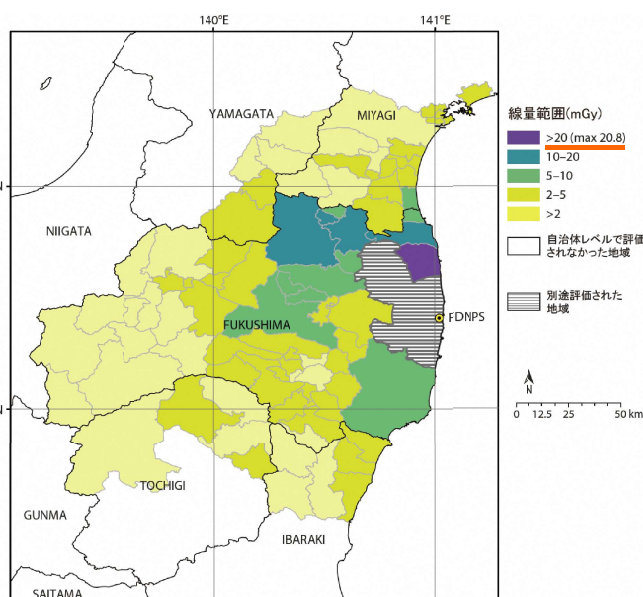 140°
141°
YAMAGATA
MIYAGI
N
NIIGATA
FUKUSHIMA
FDNPS
N
TOCHIGI
GUNMA
IBARAKI
SAITAMA
線量範囲(mGy)
>20 (max 20.8)
10–20
5–10
2–5
>2
自治体レベルで評価
されなかった地域
別途評価された
地域
N
0 12.5 25 50 km